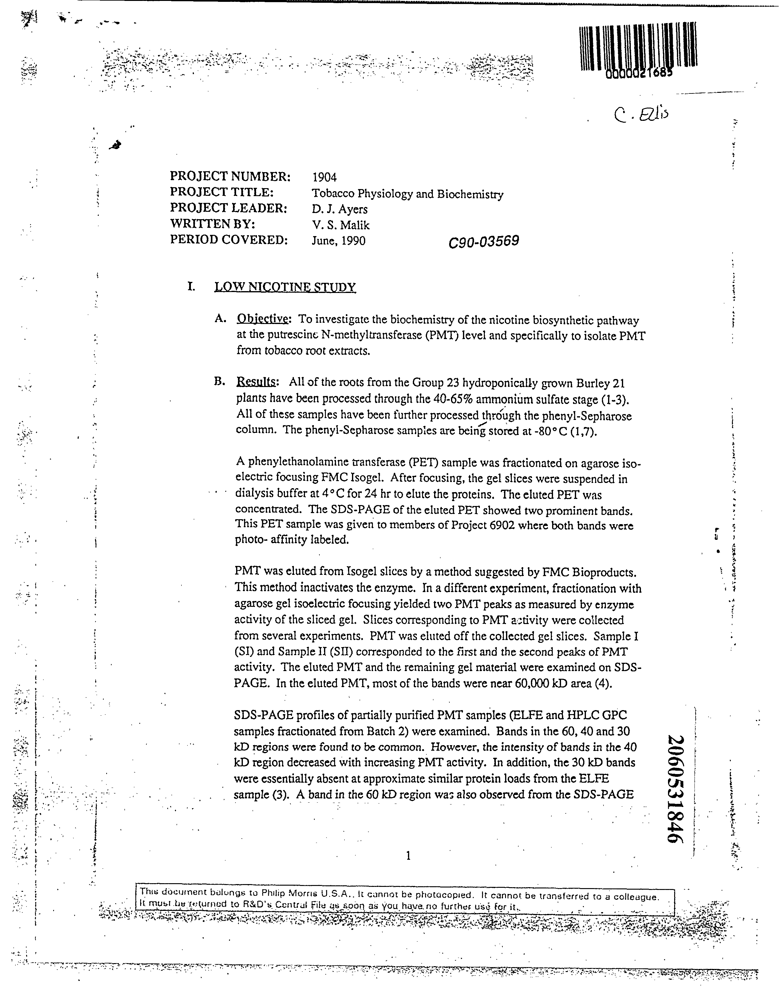 0000021685
C. Ellis
PROJECT NUMBER: 1904
PROJECT TITLE: Tobacco Physiology and Biochemistry
PROJECT LEADER: D. J. Ayers
WRITTEN BY: V. S. Malik
PERIOD COVERED: June, 1990 C90-03569
I. LOW NICOTINE STUDY
A. Objective: To investigate the biochemistry of the nicotine biosynthetic pathway
at the putrescine N-methyltransferase (PMT) level and specifically to isolate PMT
from tobacco root extracts.
B. Results: All of the roots from the Group 23 hydroponically grown Burley 21
plants have been processed through the 40-65% ammonium sulfate stage (1-3).
All of these samples have been further processed through the phenyl-Sepharose
column. The phenyl-Sepharose samples are being stored at -80°C (1,7).
A phenylethanolamine transferase (PET) sample was fractionated on agarose iso-
electric focusing FMC Isogel. After focusing, the gel slices were suspended in
dialysis buffer at 4°C for 24 hr to elute the proteins. The eluted PET was
concentrated. The SDS-PAGE of the eluted PET showed two prominent bands.
This PET sample was given to members of Project 6902 where both bands were
photo- affinity labeled.
PMT was eluted from Isogel slices by a method suggested by FMC Bioproducts.
This method inactivates the enzyme. In a different experiment, fractionation with
agarose gel isoelectric focusing yielded two PMT peaks as measured by enzyme
activity of the sliced gel. Slices corresponding to PMT activity were collected
from several experiments. PMT was eluted off the collected gel slices. Sample I
(SI) and Sample II (SII) corresponded to the first and the second peaks of PMT
activity. The eluted PMT and the remaining gel material were examined on SDS-
PAGE. In the eluted PMT, most of the bands were near 60,000 kD area (4).
SDS-PAGE profiles of partially purified PMT samples (ELFE and HPLC GPC
samples fractionated from Batch 2) were examined. Bands in the 60, 40 and 30
kD regions were found to be common. However, the intensity of bands in the 40
kD region decreased with increasing PMT activity. In addition, the 30 kD bands
were essentially absent at approximate similar protein loads from the ELFE
sample (3). A band in the 60 kD region was also observed from the SDS-PAGE
2060531846
1
This document belongs to Philip Morris U.S.A.. It cannot be photocopied. It cannot be transferred to a colleague.
It must be returned to R&D's Central File as soon as you have no further use for it.